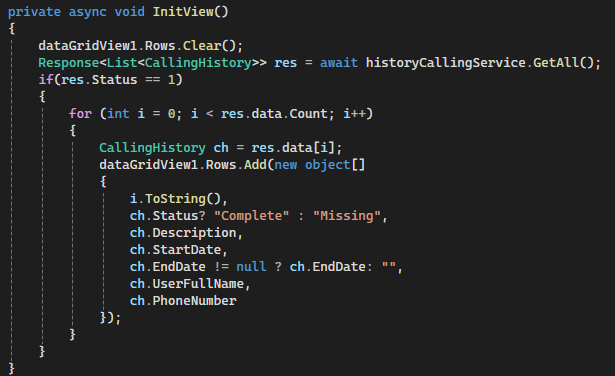 private async void InitView()
{
    dataGridView1.Rows.Clear();
    Response<List<CallingHistory>> res = await historyCallingService.GetAll();
    if(res.Status == 1)
    {
        for (int i = 0; i < res.data.Count; i++)
        {
            CallingHistory ch = res.data[i];
            dataGridView1.Rows.Add(new object[]
            {
                i.ToString(),
                ch.Status? "Complete" : "Missing",
                ch.Description,
                ch.StartDate,
                ch.EndDate != null ? ch.EndDate: "",
                ch.UserFullName,
                ch.PhoneNumber
            });
        }
    }
}